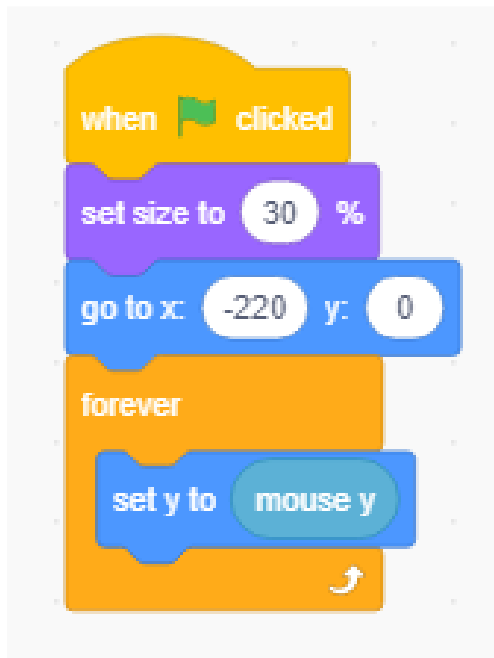 when clicked
set size to 30 %
go to x: -220 y: 0
forever
set y to mouse y